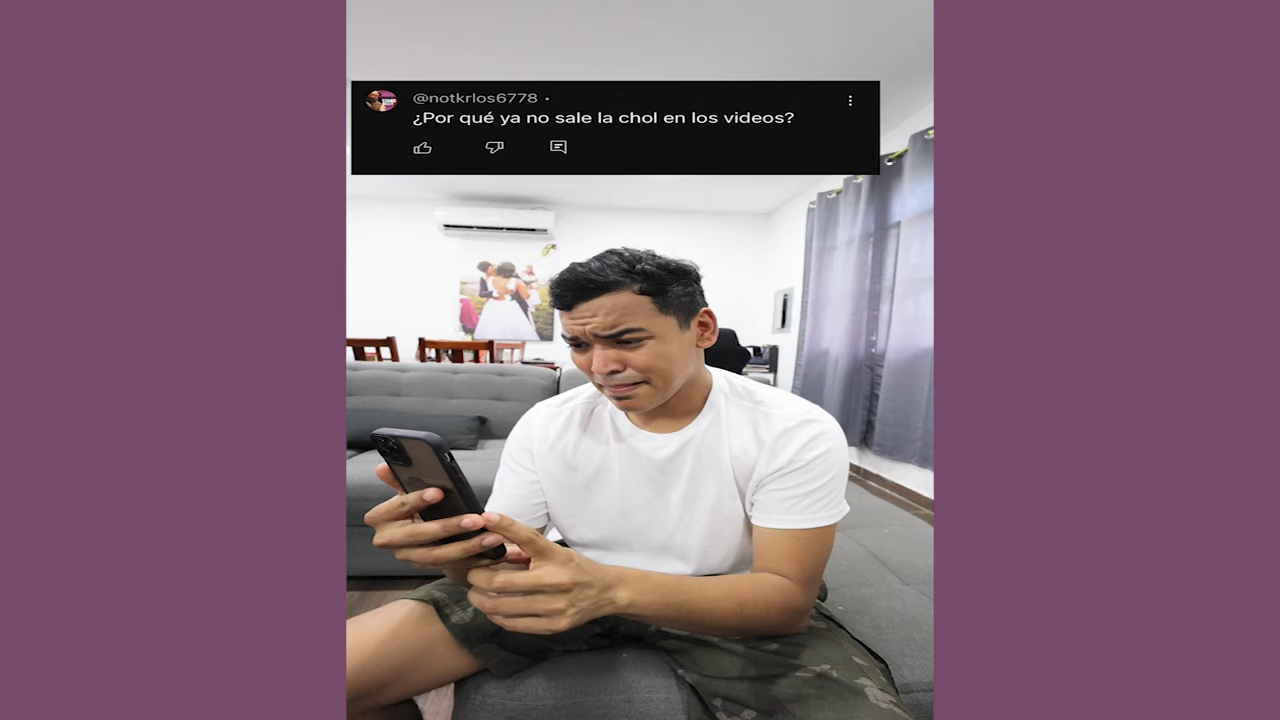 @notkrlos6778 •
¿Por qué ya no sale la chol en los videos?